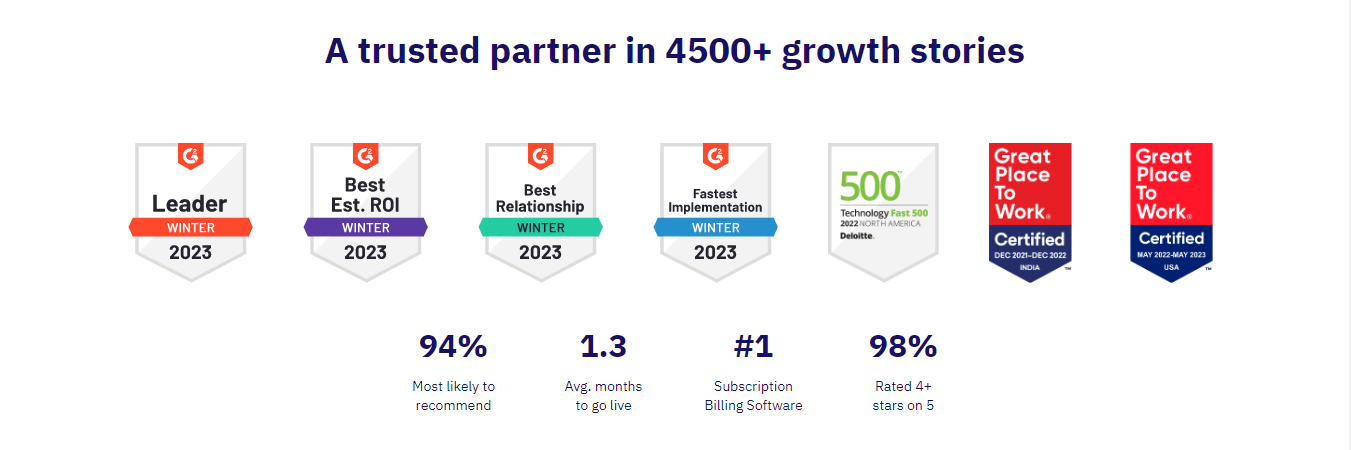 A trusted partner in 4500+ growth stories
G2
Leader
WINTER
2023
G2
Best
Est. ROI
WINTER
2023
G2
Best
Relationship
WINTER
2023
G2
Fastest
Implementation
WINTER
2023
500™
Technology Fast 500
2022 NORTH AMERICA
Deloitte.
Great
Place
To
Work®
Certified
DEC 2021–DEC 2022
INDIA
™
Great
Place
To
Work®
Certified
MAY 2022-MAY 2023
USA
™
94%
Most likely to
recommend
1.3
Avg. months
to go live
#1
Subscription
Billing Software
98%
Rated 4+
stars on 5